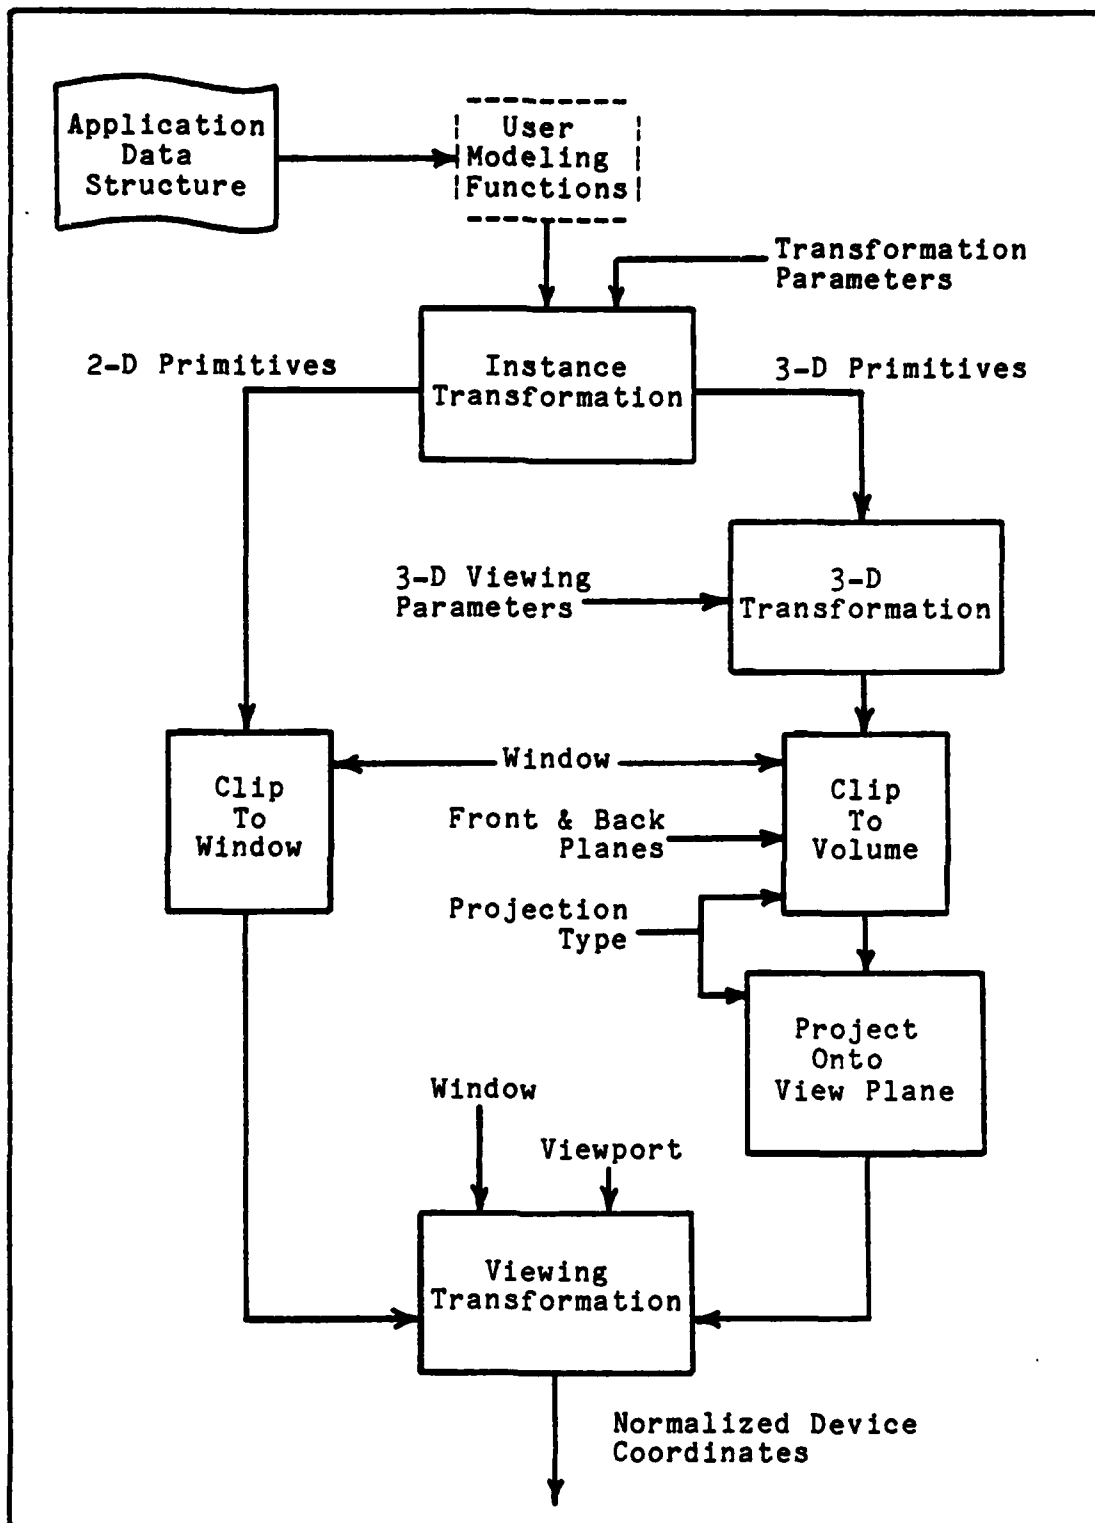 Application
Data
Structure
User
Modeling
Functions
Transformation
Parameters
2-D Primitives
Instance
Transformation
3-D Primitives
3-D Viewing
Parameters
3-D
Transformation
Clip
To
Window
Window
Clip
To
Volume
Front & Back
Planes
Projection
Type
Project
Onto
View Plane
Window
Viewport
Viewing
Transformation
Normalized Device
Coordinates